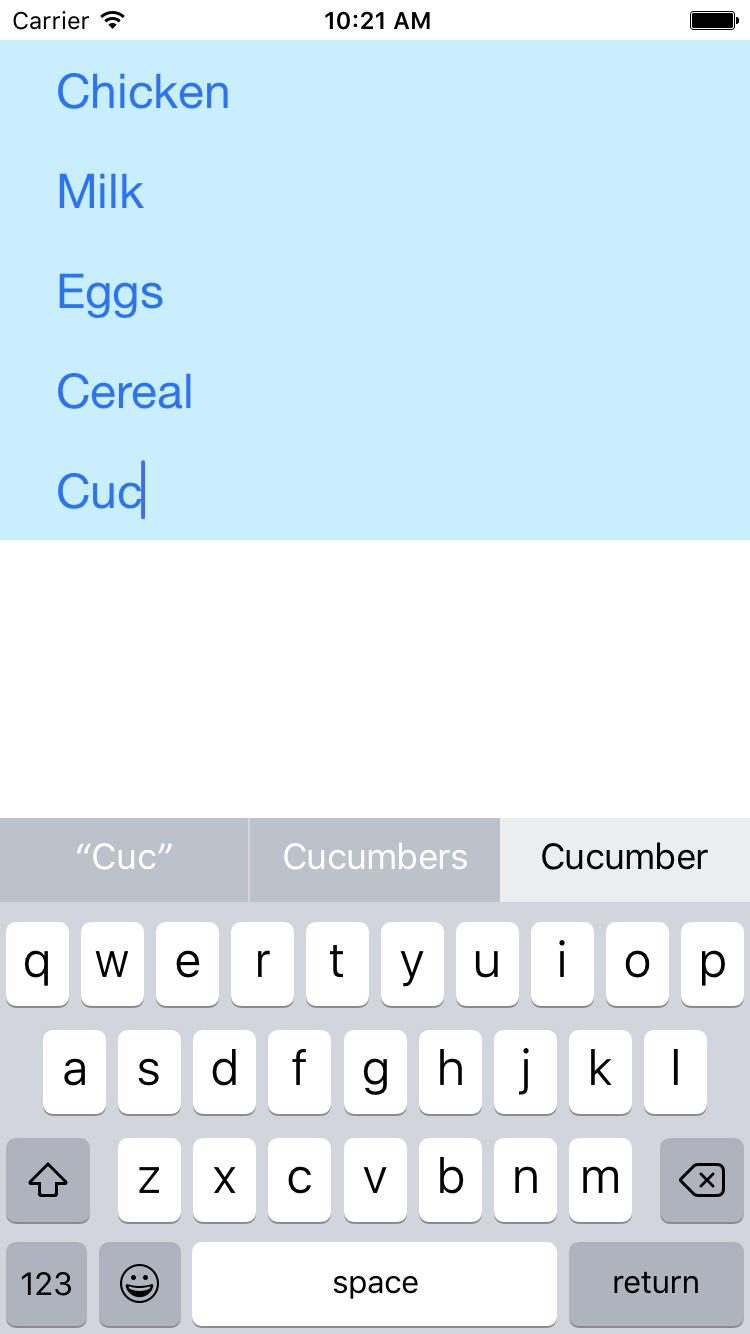 Carrier 10:21 AM
Chicken
Milk
Eggs
Cereal
Cuc
“Cuc” Cucumbers Cucumber
q w e r t y u i o p
a s d f g h j k l
z x c v b n m
123 space return